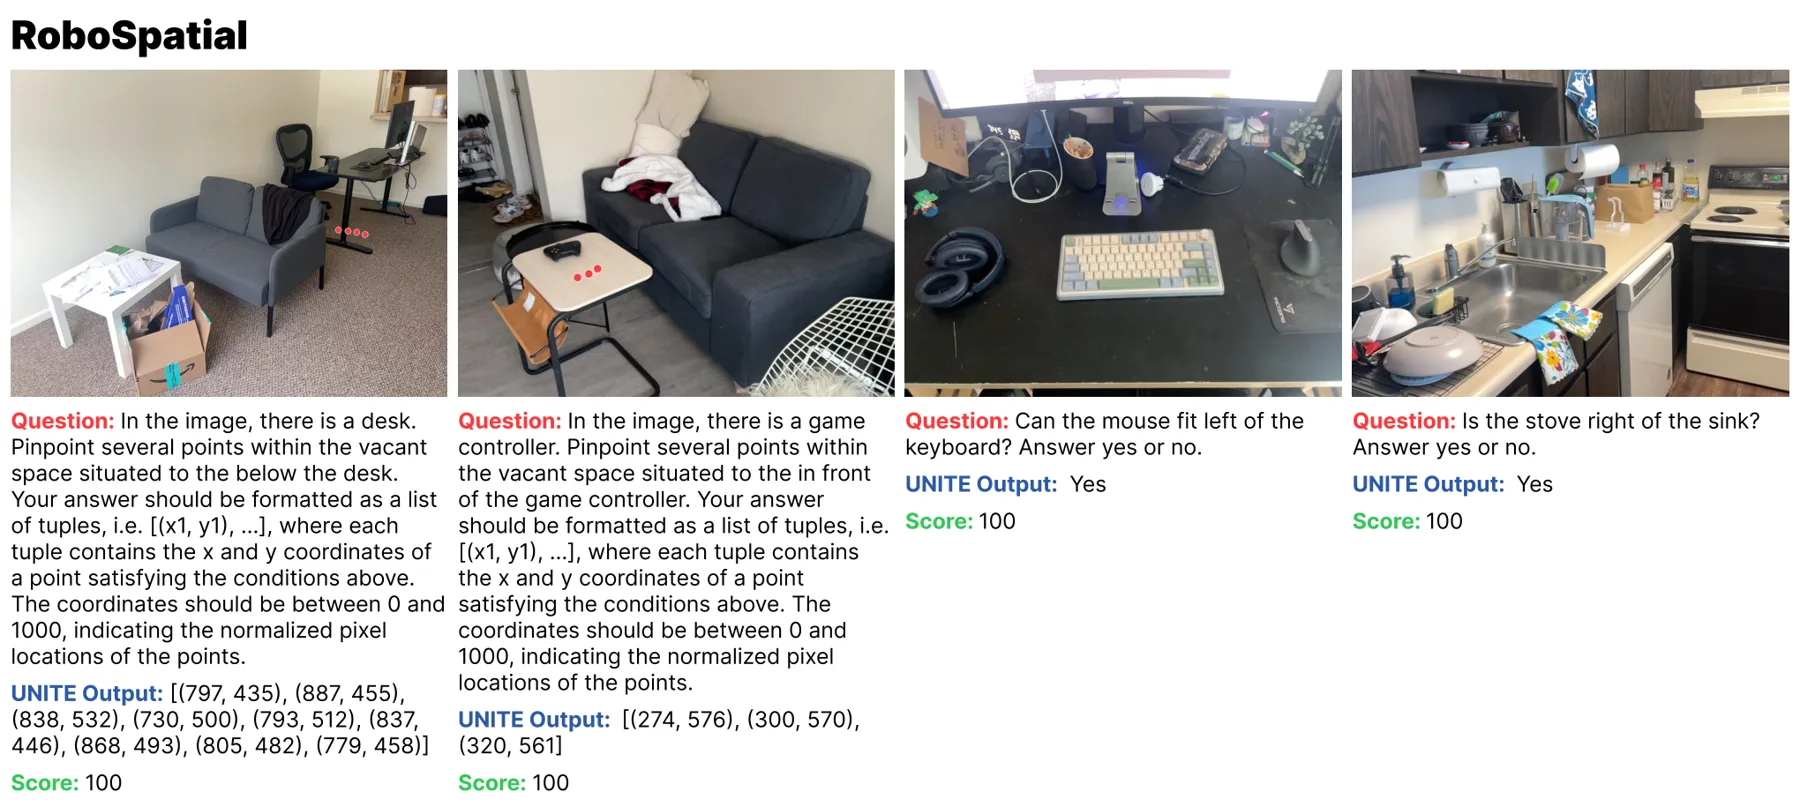 RoboSpatial
Question: In the image, there is a desk.
Pinpoint several points within the vacant
space situated to the below the desk.
Your answer should be formatted as a list
of tuples, i.e. [(x1, y1), ...], where each
tuple contains the x and y coordinates of
a point satisfying the conditions above.
The coordinates should be between 0 and
1000, indicating the normalized pixel
locations of the points.
UNITE Output: [(797, 435), (887, 455),
(838, 532), (730, 500), (793, 512), (837,
446), (868, 493), (805, 482), (779, 458)]
Score: 100
Question: In the image, there is a game
controller. Pinpoint several points within
the vacant space situated to the in front
of the game controller. Your answer
should be formatted as a list of tuples, i.e.
[(x1, y1), ...], where each tuple contains
the x and y coordinates of a point
satisfying the conditions above. The
coordinates should be between 0 and
1000, indicating the normalized pixel
locations of the points.
UNITE Output: [(274, 576), (300, 570),
(320, 561]
Score: 100
DELL
Question: Can the mouse fit left of the
keyboard? Answer yes or no.
UNITE Output: Yes
Score: 100
Question: Is the stove right of the sink?
Answer yes or no.
UNITE Output: Yes
Score: 100